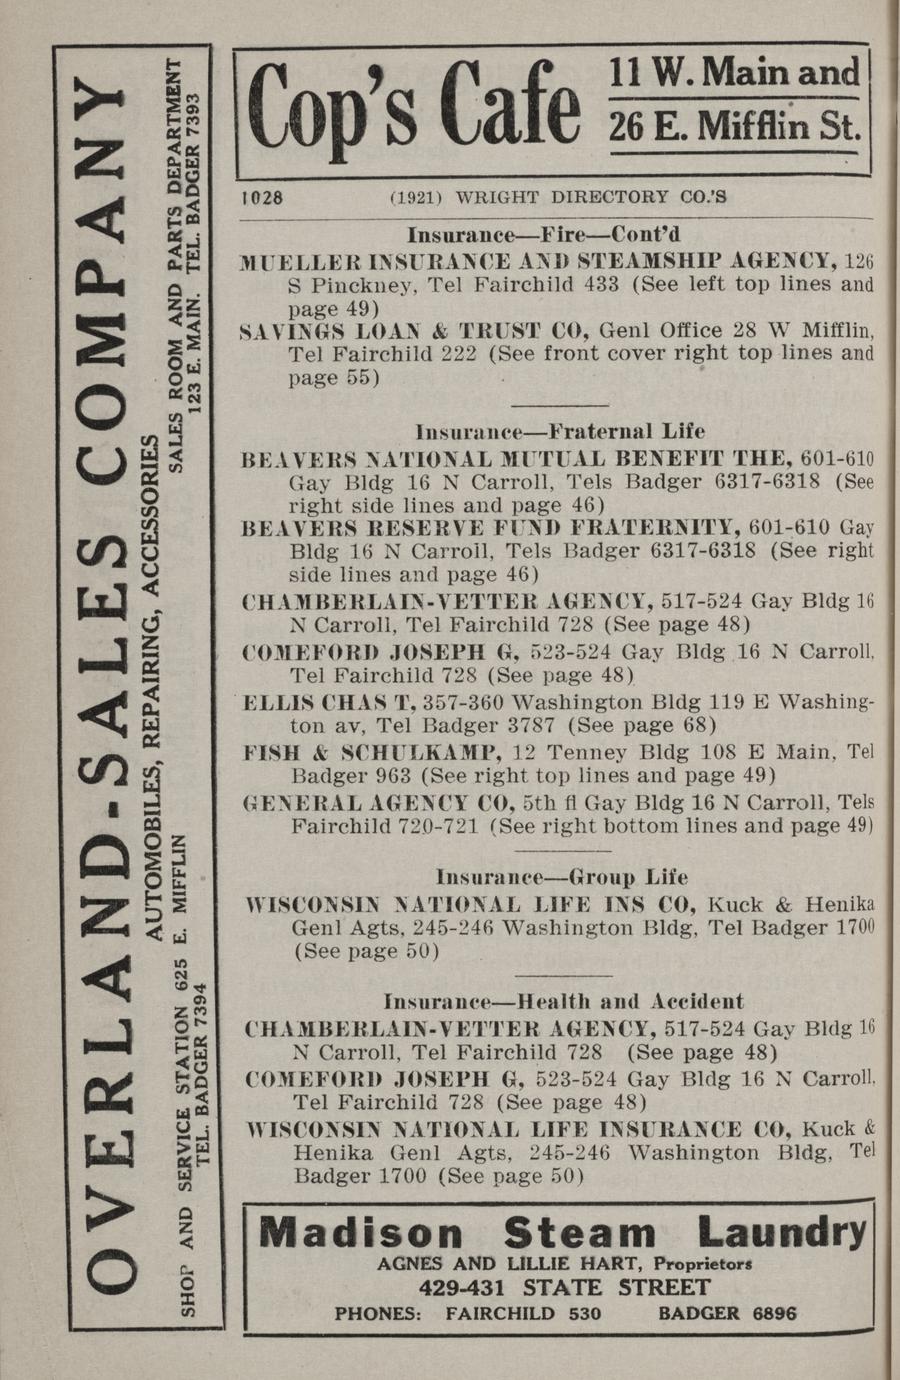 OVERLAND-SALES COMPANY
AUTOMOBILES, REPAIRING, ACCESSORIES
SHOP AND SERVICE STATION 625 E. MIFFLIN
TEL. BADGER 7394
SALES ROOM AND PARTS DEPARTMENT
123 E. MAIN. TEL. BADGER 7393
Cop's Cafe
11 W. Main and
26 E. Mifflin St.
1028 (1921) WRIGHT DIRECTORY CO.'S
Insurance—Fire—Cont'd
MUELLER INSURANCE AND STEAMSHIP AGENCY, 126
S Pinckney, Tel Fairchild 433 (See left top lines and
page 49)
SAVINGS LOAN & TRUST CO, Genl Office 28 W Mifflin,
Tel Fairchild 222 (See front cover right top lines and
page 55)
Insurance—Fraternal Life
BEAVERS NATIONAL MUTUAL BENEFIT THE, 601-610
Gay Bldg 16 N Carroll, Tels Badger 6317-6318 (See
right side lines and page 46)
BEAVERS RESERVE FUND FRATERNITY, 601-610 Gay
Bldg 16 N Carroll, Tels Badger 6317-6318 (See right
side lines and page 46)
CHAMBERLAIN-VETTER AGENCY, 517-524 Gay Bldg 16
N Carroll, Tel Fairchild 728 (See page 48)
COMEFORD JOSEPH G, 523-524 Gay Bldg 16 N Carroll,
Tel Fairchild 728 (See page 48)
ELLIS CHAS T, 357-360 Washington Bldg 119 E Washing-
ton av, Tel Badger 3787 (See page 68)
FISH & SCHULKAMP, 12 Tenney Bldg 108 E Main, Tel
Badger 963 (See right top lines and page 49)
GENERAL AGENCY CO, 5th fl Gay Bldg 16 N Carroll, Tels
Fairchild 720-721 (See right bottom lines and page 49)
Insurance—Group Life
WISCONSIN NATIONAL LIFE INS CO, Kuck & Henika
Genl Agts, 245-246 Washington Bldg, Tel Badger 1700
(See page 50)
Insurance—Health and Accident
CHAMBERLAIN-VETTER AGENCY, 517-524 Gay Bldg 16
N Carroll, Tel Fairchild 728 (See page 48)
COMEFORD JOSEPH G, 523-524 Gay Bldg 16 N Carroll,
Tel Fairchild 728 (See page 48)
WISCONSIN NATIONAL LIFE INSURANCE CO, Kuck &
Henika Genl Agts, 245-246 Washington Bldg, Tel
Badger 1700 (See page 50)
Madison Steam Laundry
AGNES AND LILLIE HART, Proprietors
429-431 STATE STREET
PHONES: FAIRCHILD 530 BADGER 6896